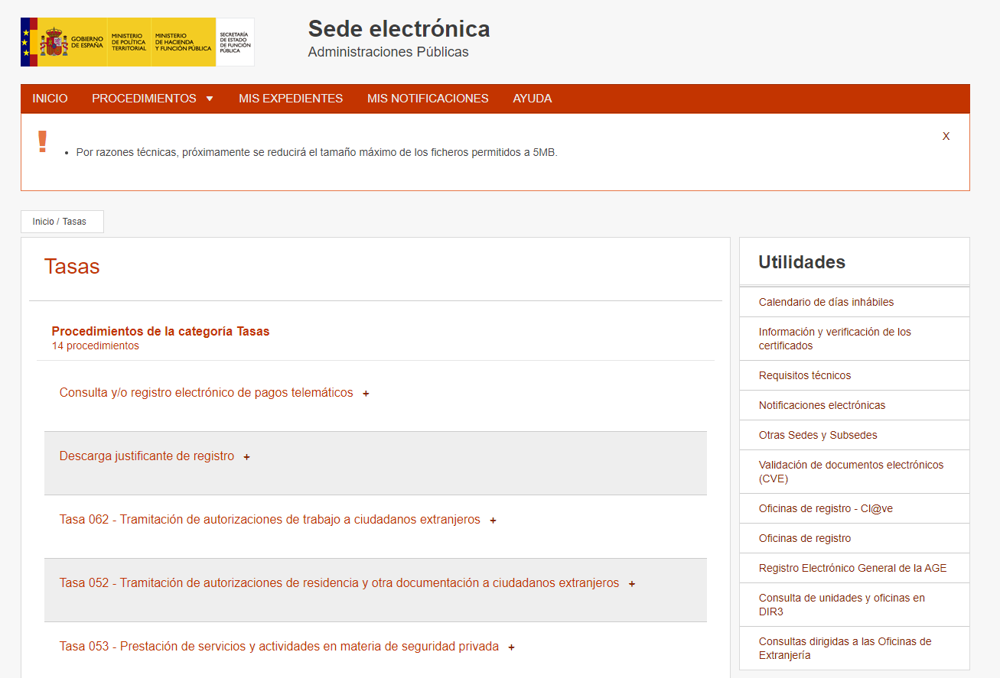 GOBIERNO
DE ESPAÑA
MINISTERIO
DE POLÍTICA
TERRITORIAL
MINISTERIO
DE HACIENDA
Y FUNCIÓN PÚBLICA
SECRETARÍA
DE ESTADO
DE FUNCIÓN
PÚBLICA
Sede electrónica
Administraciones Públicas
INICIO PROCEDIMIENTOS MIS EXPEDIENTES MIS NOTIFICACIONES AYUDA
X
Por razones técnicas, próximamente se reducirá el tamaño máximo de los ficheros permitidos a 5MB.
Inicio / Tasas
Tasas
Procedimientos de la categoría Tasas
14 procedimientos
Consulta y/o registro electrónico de pagos telemáticos +
Descarga justificante de registro +
Tasa 062 - Tramitación de autorizaciones de trabajo a ciudadanos extranjeros +
Tasa 052 - Tramitación de autorizaciones de residencia y otra documentación a ciudadanos extranjeros +
Tasa 053 - Prestación de servicios y actividades en materia de seguridad privada +
Utilidades
Calendario de días inhábiles
Información y verificación de los
certificados
Requisitos técnicos
Notificaciones electrónicas
Otras Sedes y Subsedes
Validación de documentos electrónicos
(CVE)
Oficinas de registro - Cl@ve
Oficinas de registro
Registro Electrónico General de la AGE
Consulta de unidades y oficinas en
DIR3
Consultas dirigidas a las Oficinas de
Extranjería